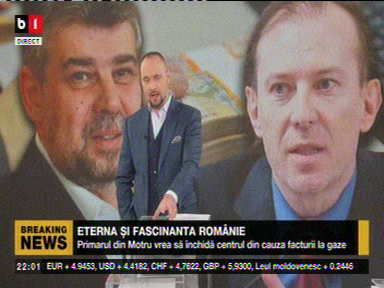 b1
DIRECT
ETERNA ȘI FASCINANTA ROMÂNIE
BREAKING NEWS
Primarul din Motru vrea să închidă centrul din cauza facturii la gaze
22:01 EUR + 4.9453, USD + 4.4182, CHF + 4,7622, GBP + 5,9300, Leul moldovenesc + 0.2446